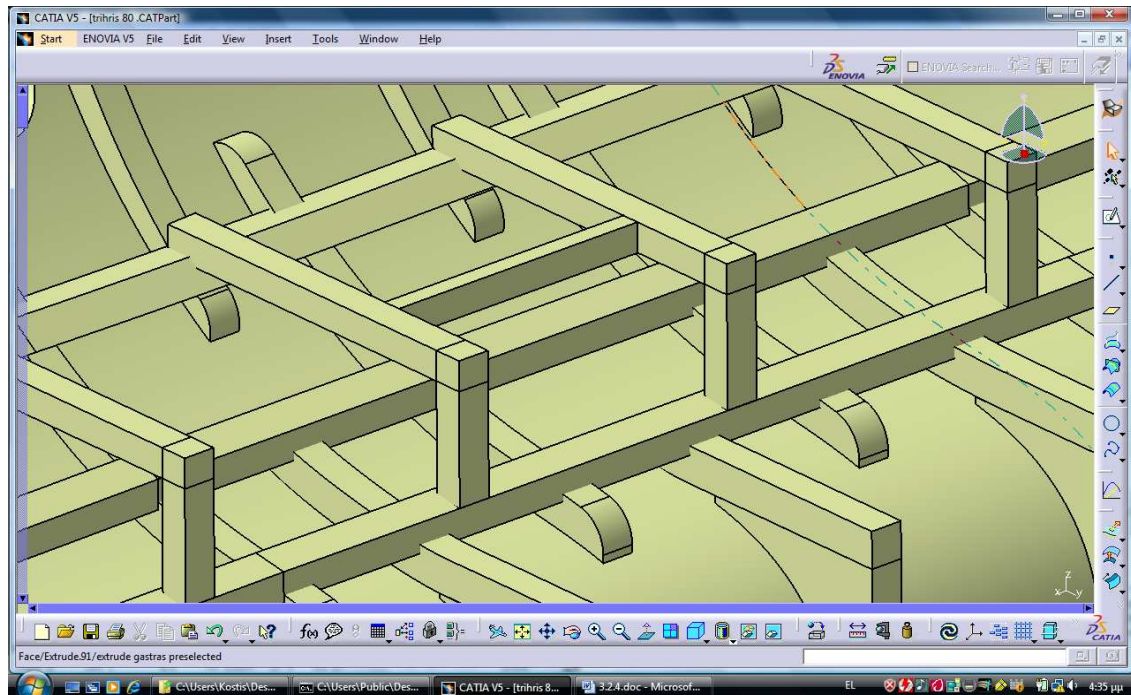 CATIA V5 - [trihris 80 .CATPart]
Start ENOVIA V5 File Edit View Insert Tools Window Help
ENOVIA
ENOVIA Search...
z
x y
f(x)
CATIA
Face/Extrude.91/extrude gastras preselected
C:\Users\Kostis\Des... C:\Users\Public\Des... CATIA V5 - [trihris 8... 3.2.4.doc - Microsof... EL 4:35 μμ